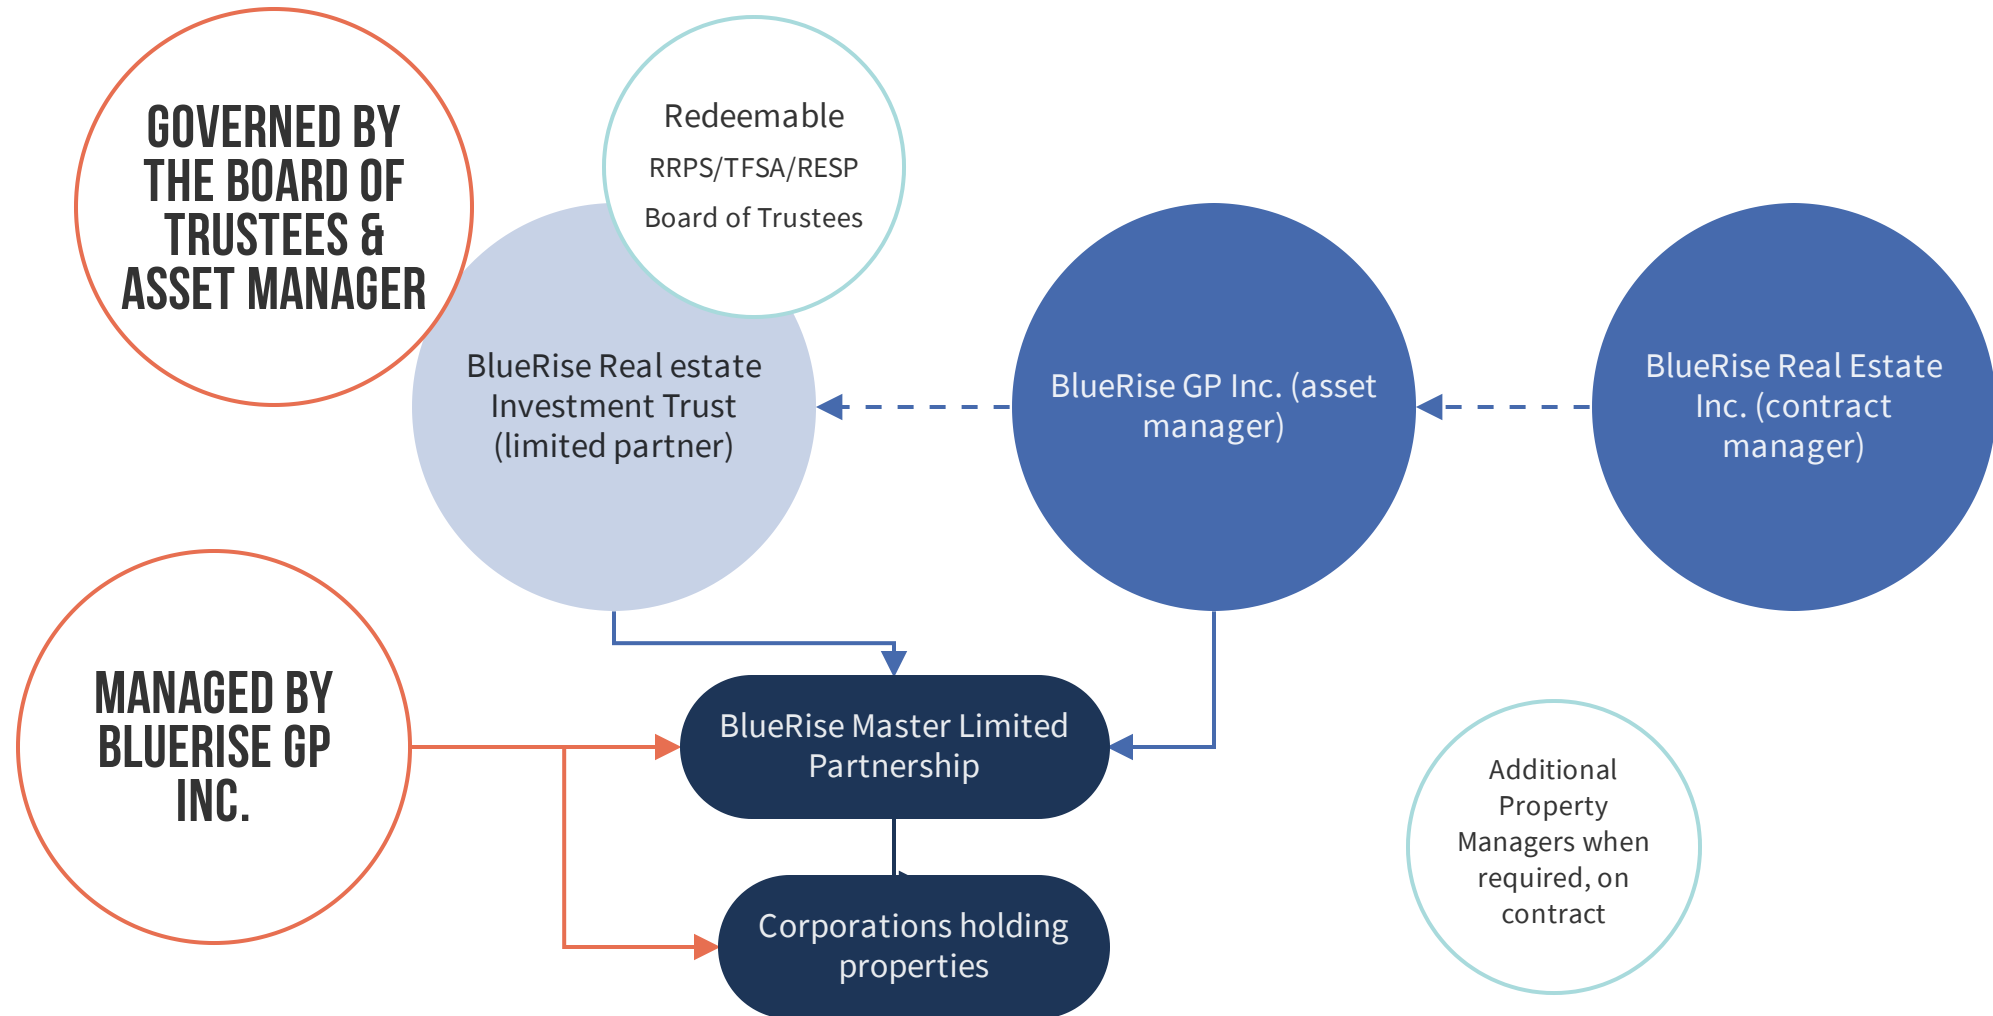 GOVERNED BY
THE BOARD OF
TRUSTEES &
ASSET MANAGER
Redeemable
RRPS/TFSA/RESP
Board of Trustees
BlueRise Real estate
Investment Trust
(limited partner)
BlueRise GP Inc. (asset
manager)
BlueRise Real Estate
Inc. (contract
manager)
MANAGED BY
BLUERISE GP
INC.
BlueRise Master Limited
Partnership
Corporations holding
properties
Additional
Property
Managers when
required, on
contract